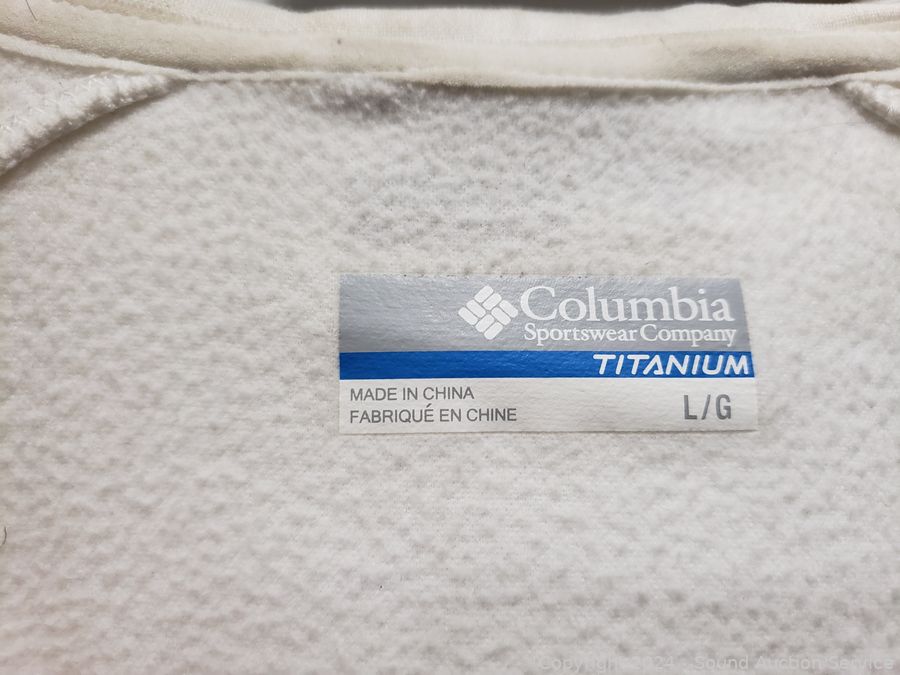 Columbia
Sportswear Company
TITANIUM
MADE IN CHINA
FABRIQUÉ EN CHINE
L/G
Copyright 2024 - Sound Auction Service